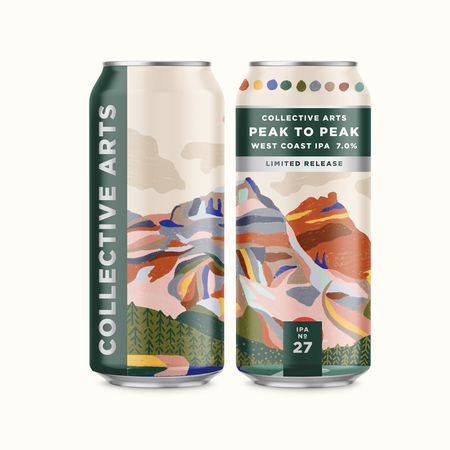 COLLECTIVE ARTS
COLLECTIVE ARTS
PEAK TO PEAK
WEST COAST IPA 7.0%
LIMITED RELEASE
IPA
Nº
27